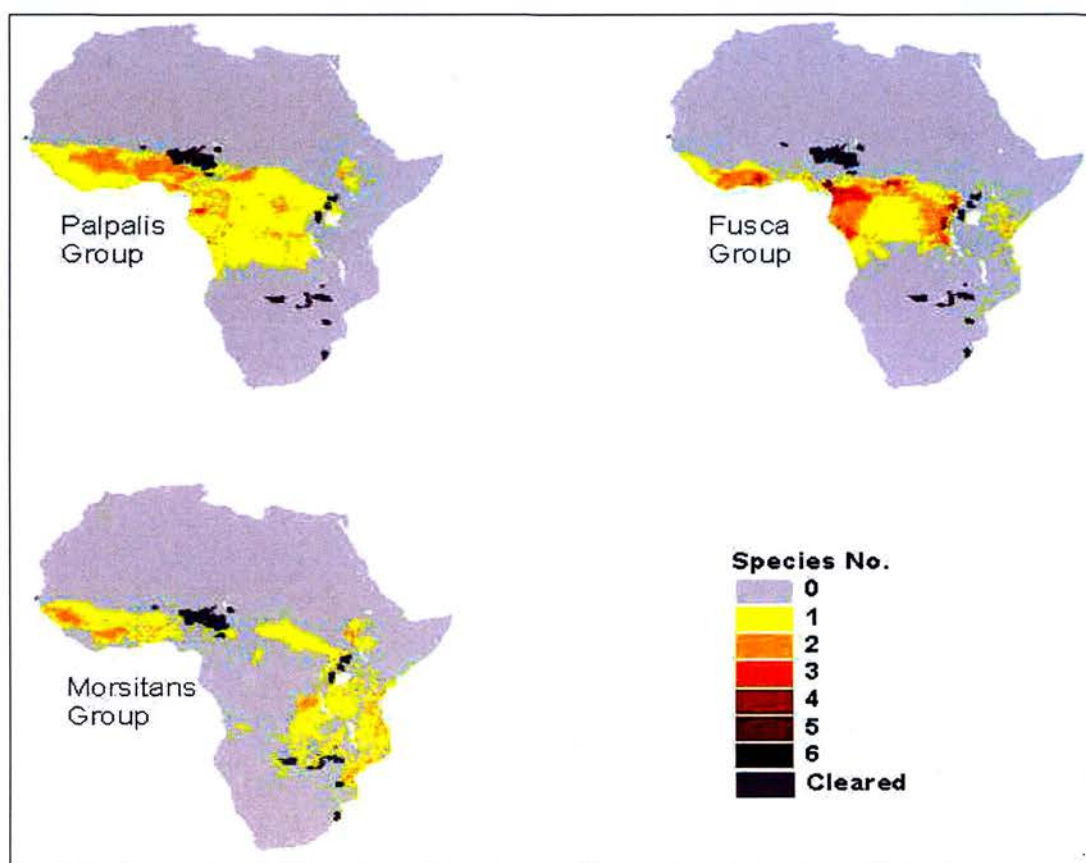 Palpalis
Group
Fusca
Group
Morsitans
Group
Species No.
0
1
2
3
4
5
6
Cleared